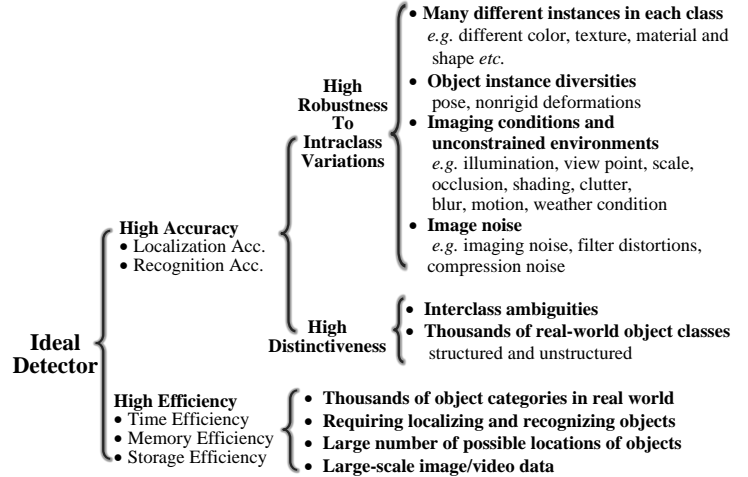 Ideal
Detector
High Accuracy
• Localization Acc.
• Recognition Acc.
High
Robustness
To
Intraclass
Variations
• Many different instances in each class
e.g. different color, texture, material and
shape etc.
• Object instance diversities
pose, nonrigid deformations
• Imaging conditions and
unconstrained environments
e.g. illumination, view point, scale,
occlusion, shading, clutter,
blur, motion, weather condition
• Image noise
e.g. imaging noise, filter distortions,
compression noise
High
Distinctiveness
• Interclass ambiguities
• Thousands of real-world object classes
structured and unstructured
High Efficiency
• Time Efficiency
• Memory Efficiency
• Storage Efficiency
• Thousands of object categories in real world
• Requiring localizing and recognizing objects
• Large number of possible locations of objects
• Large-scale image/video data